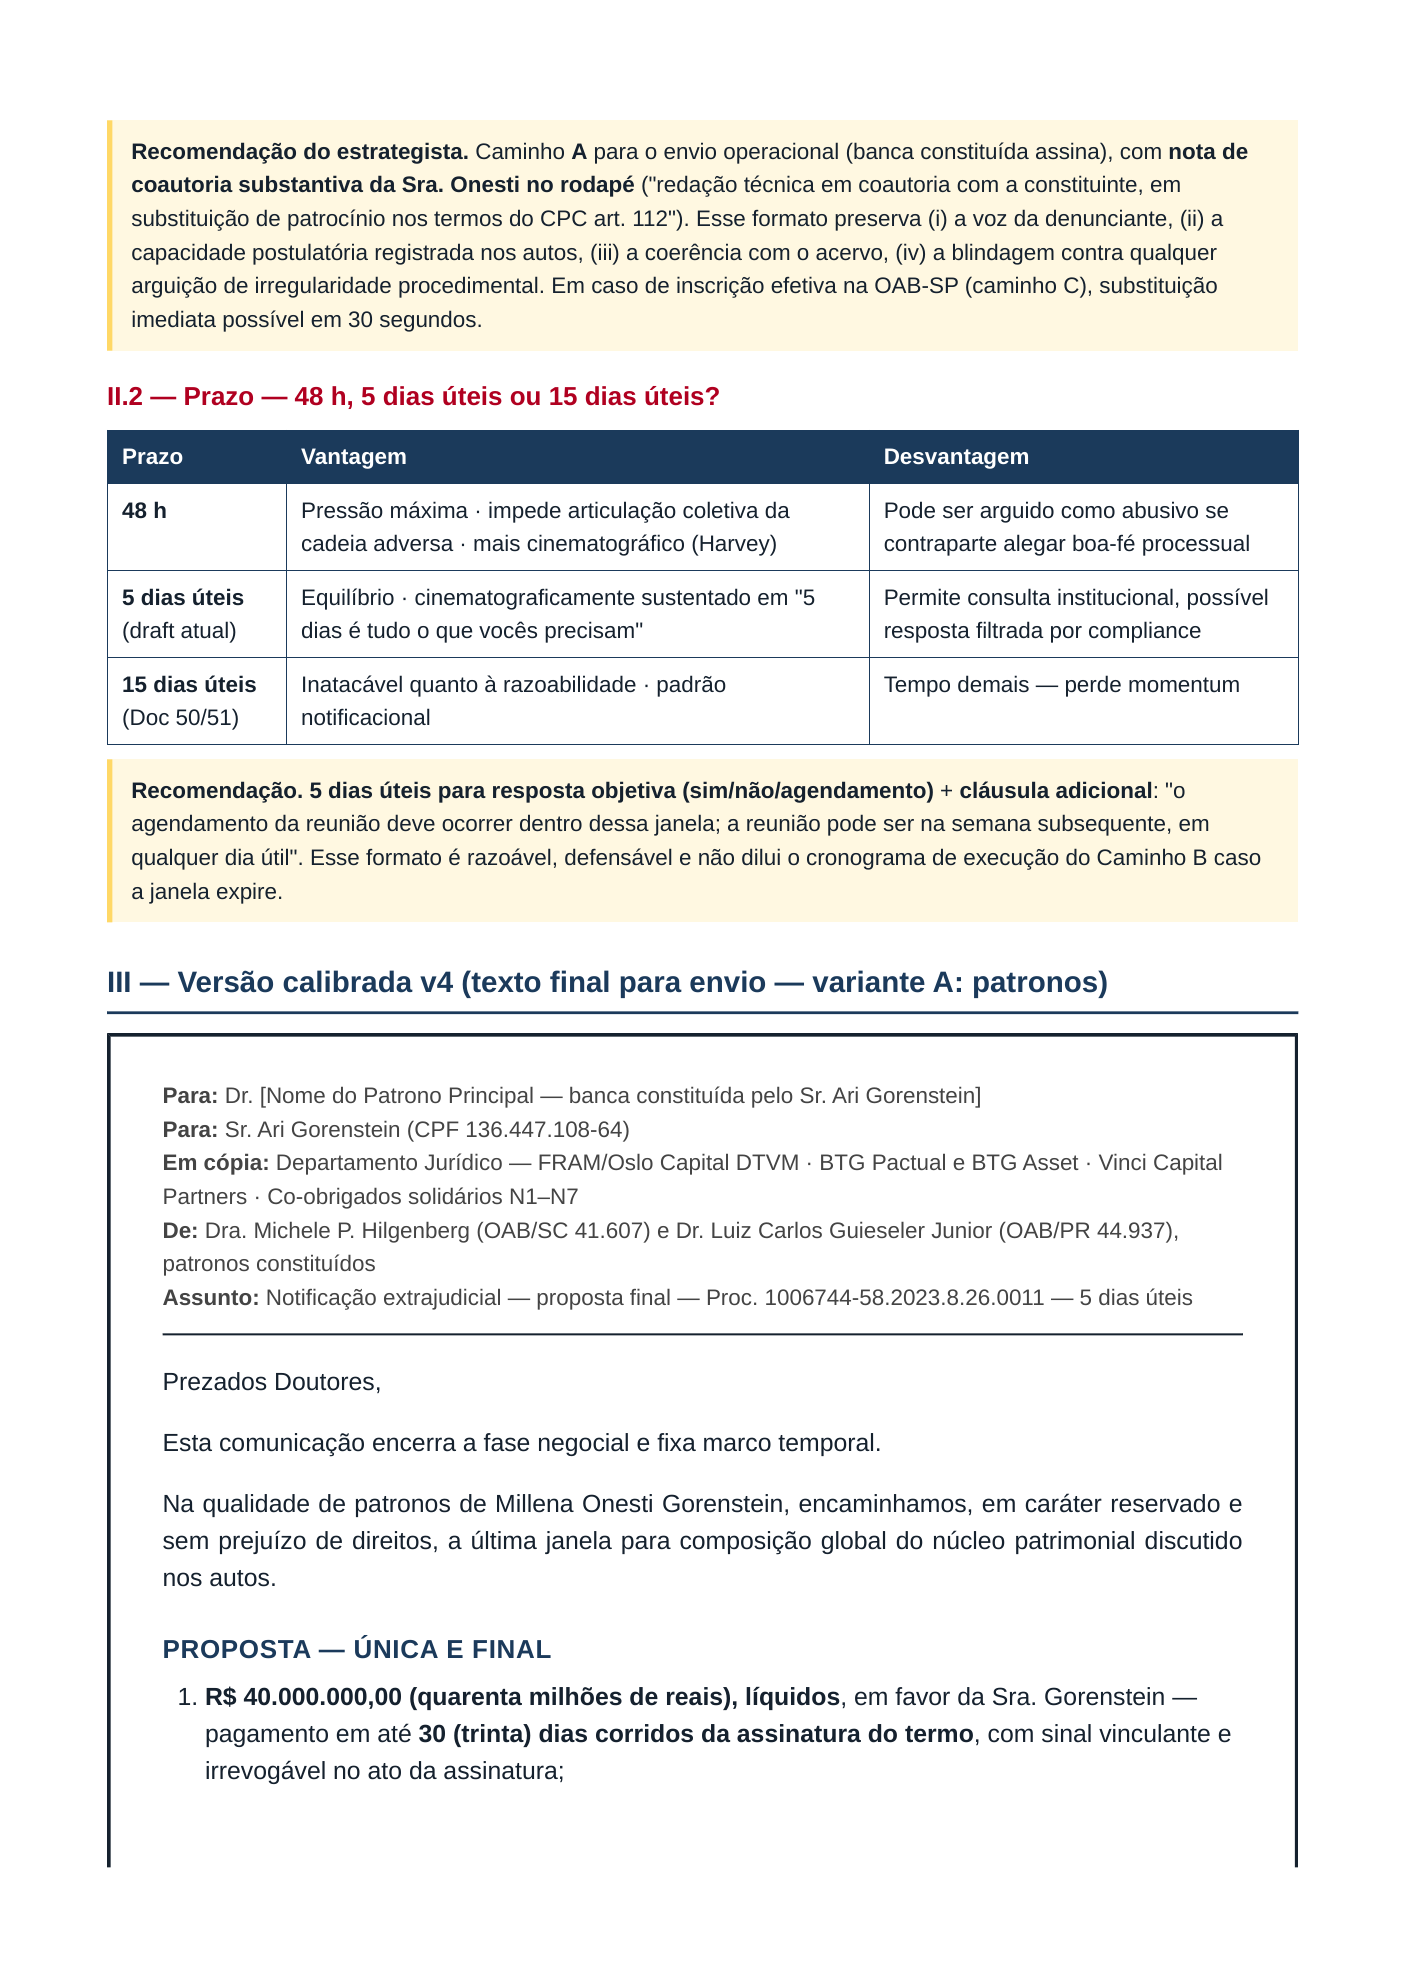 Recomendação do estrategista. Caminho A para o envio operacional (banca constituída assina), com nota de
coautoria substantiva da Sra. Onesti no rodapé ("redação técnica em coautoria com a constituinte, em
substituição de patrocínio nos termos do CPC art. 112"). Esse formato preserva (i) a voz da denunciante, (ii) a
capacidade postulatória registrada nos autos, (iii) a coerência com o acervo, (iv) a blindagem contra qualquer
arguição de irregularidade procedimental. Em caso de inscrição efetiva na OAB-SP (caminho C), substituição
imediata possível em 30 segundos.
II.2 — Prazo — 48 h, 5 dias úteis ou 15 dias úteis?
Prazo Vantagem Desvantagem
48 h Pressão máxima · impede articulação coletiva da Pode ser arguido como abusivo se
cadeia adversa · mais cinematográfico (Harvey) contraparte alegar boa-fé processual
5 dias úteis Equilíbrio · cinematograficamente sustentado em "5 Permite consulta institucional, possível
(draft atual) dias é tudo o que vocês precisam" resposta filtrada por compliance
15 dias úteis Inatacável quanto à razoabilidade · padrão Tempo demais — perde momentum
(Doc 50/51) notificacional
Recomendação. 5 dias úteis para resposta objetiva (sim/não/agendamento) + cláusula adicional: "o
agendamento da reunião deve ocorrer dentro dessa janela; a reunião pode ser na semana subsequente, em
qualquer dia útil". Esse formato é razoável, defensável e não dilui o cronograma de execução do Caminho B caso
a janela expire.
III — Versão calibrada v4 (texto final para envio — variante A: patronos)
Para: Dr. [Nome do Patrono Principal — banca constituída pelo Sr. Ari Gorenstein]
Para: Sr. Ari Gorenstein (CPF 136.447.108-64)
Em cópia: Departamento Jurídico — FRAM/Oslo Capital DTVM · BTG Pactual e BTG Asset · Vinci Capital
Partners · Co-obrigados solidários N1–N7
De: Dra. Michele P. Hilgenberg (OAB/SC 41.607) e Dr. Luiz Carlos Guieseler Junior (OAB/PR 44.937),
patronos constituídos
Assunto: Notificação extrajudicial — proposta final — Proc. 1006744-58.2023.8.26.0011 — 5 dias úteis
Prezados Doutores,
Esta comunicação encerra a fase negocial e fixa marco temporal.
Na qualidade de patronos de Millena Onesti Gorenstein, encaminhamos, em caráter reservado e
sem prejuízo de direitos, a última janela para composição global do núcleo patrimonial discutido
nos autos.
PROPOSTA — ÚNICA E FINAL
1. R$ 40.000.000,00 (quarenta milhões de reais), líquidos, em favor da Sra. Gorenstein —
pagamento em até 30 (trinta) dias corridos da assinatura do termo, com sinal vinculante e
irrevogável no ato da assinatura;